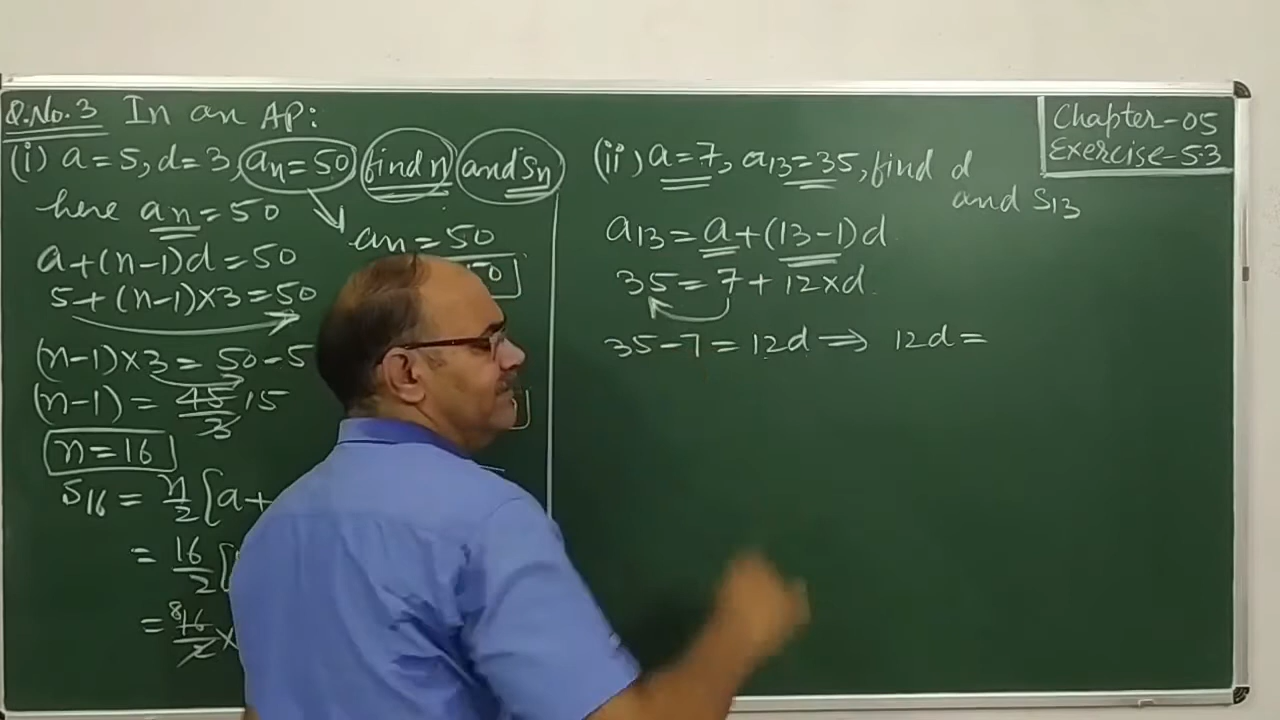 Q.No.3 In an AP:
(i) a=5, d=3, an=50 find n and Sn
here an=50
a+(n-1)d=50
5+(n-1)×3=50
(n-1)×3=50-5
(n-1)=45/3 15
n=16
S16=n/2[a+
=16/2[
=8 16/2×
an=50
50
(ii) a=7, a13=35, find d
and S13
a13=a+(13-1)d
35=7+12×d
35-7=12d⇒ 12d=
Chapter-05
Exercise-5.3